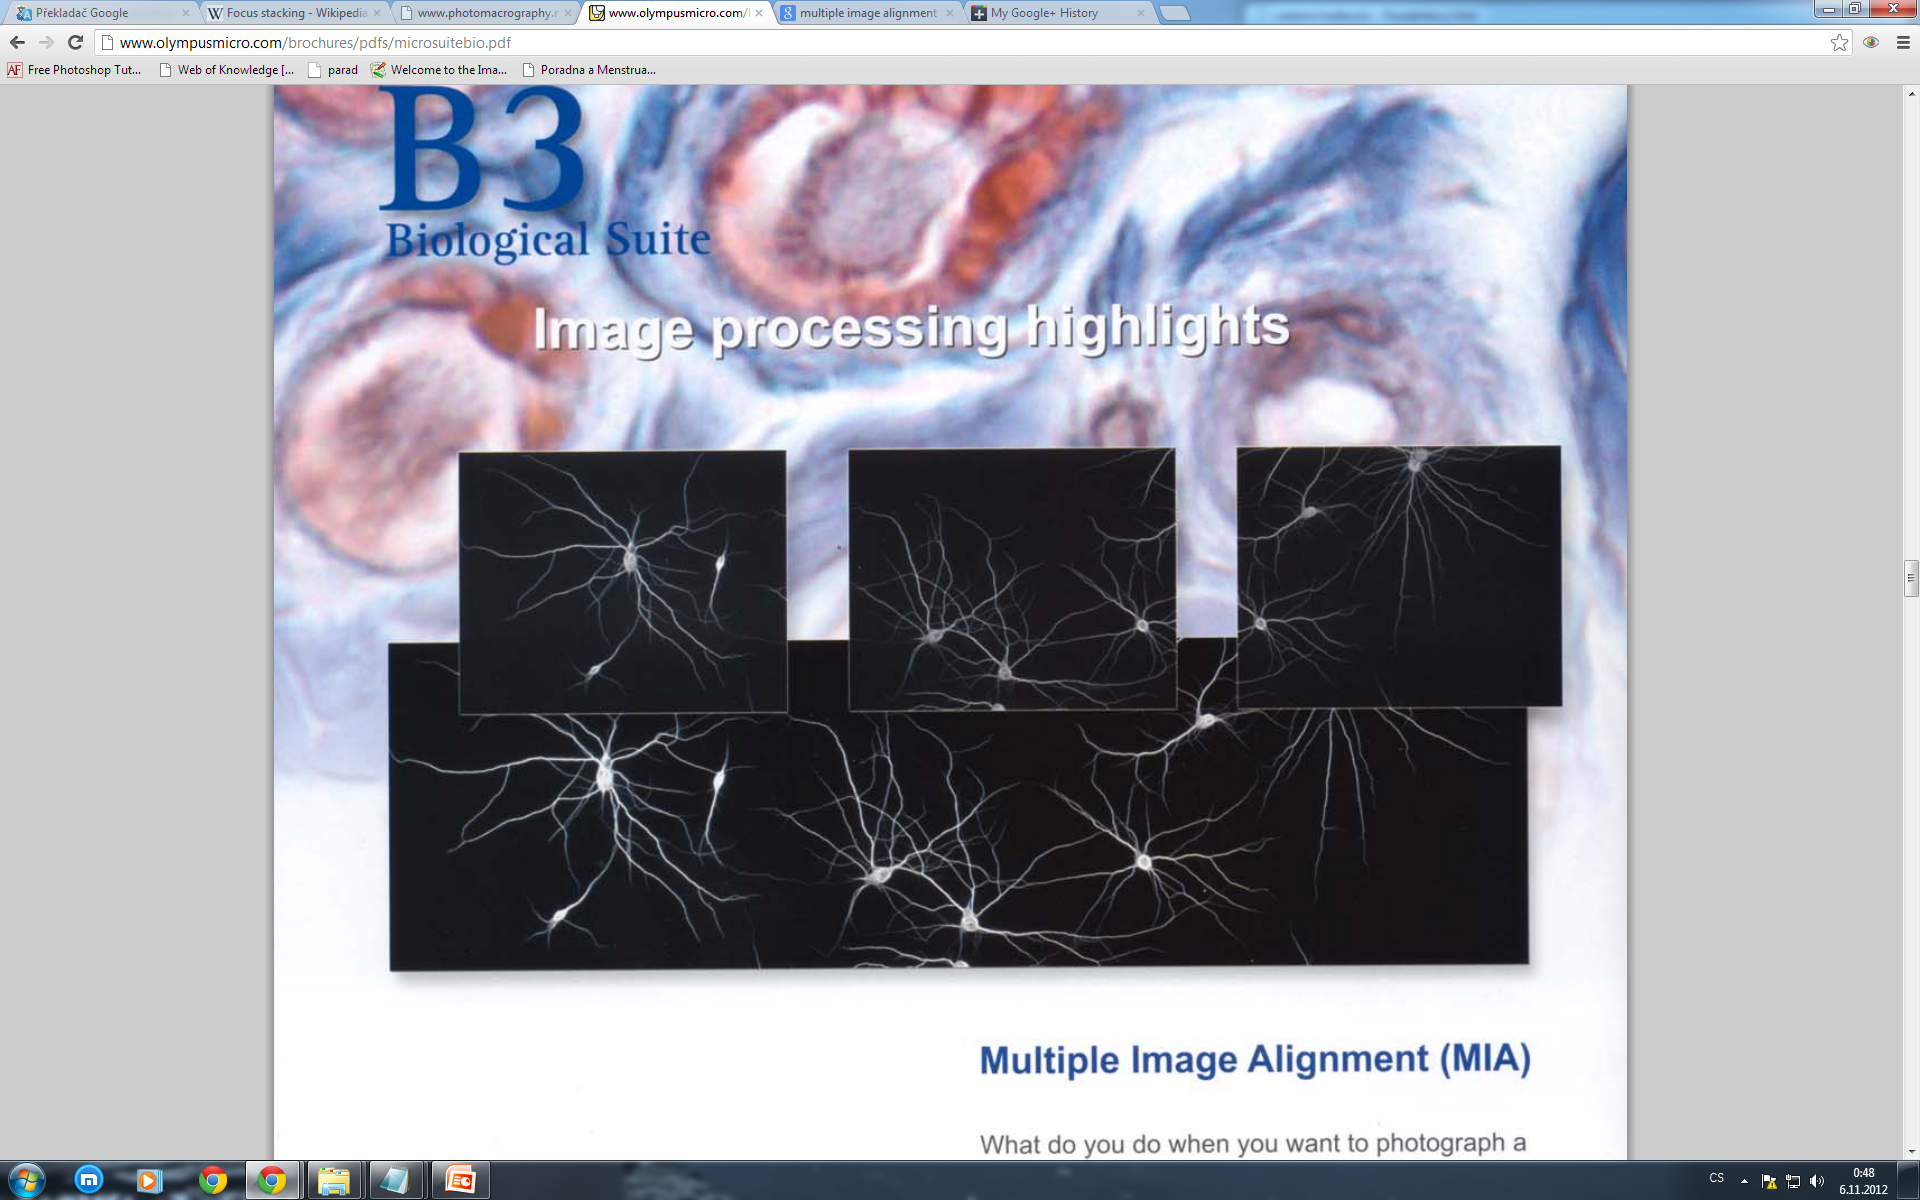 Překladač Google
Focus stacking - Wikipedia
www.photomacrography.n
www.olympusmicro.com/
multiple image alignment
My Google+ History
www.olympusmicro.com/brochures/pdfs/microsuitebio.pdf
Free Photoshop Tut...
Web of Knowledge [...
parad
Welcome to the Ima...
Poradna a Menstrua...
B3
Biological Suite
Image processing highlights
Multiple Image Alignment (MIA)
What do you do when you want to photograph a
CS
0:48
6.11.2012